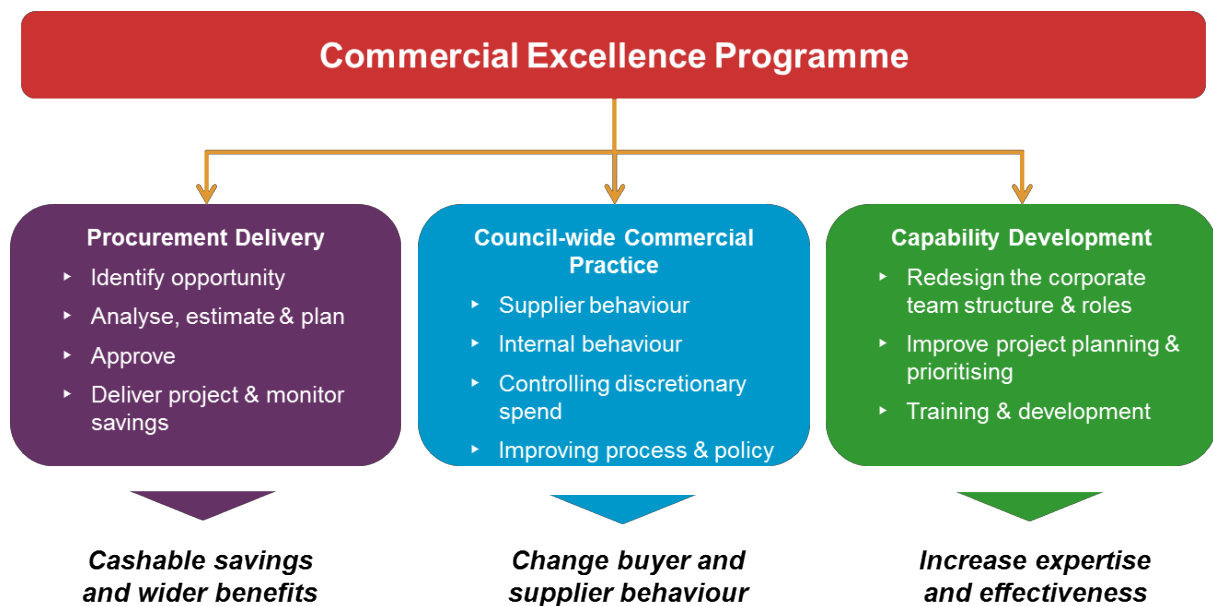 Commercial Excellence Programme
Procurement Delivery
‣ Identify opportunity
‣ Analyse, estimate & plan
‣ Approve
‣ Deliver project & monitor
savings
Council-wide Commercial
Practice
‣ Supplier behaviour
‣ Internal behaviour
‣ Controlling discretionary
spend
‣ Improving process & policy
Capability Development
‣ Redesign the corporate
team structure & roles
‣ Improve project planning &
prioritising
‣ Training & development
Cashable savings
and wider benefits
Change buyer and
supplier behaviour
Increase expertise
and effectiveness